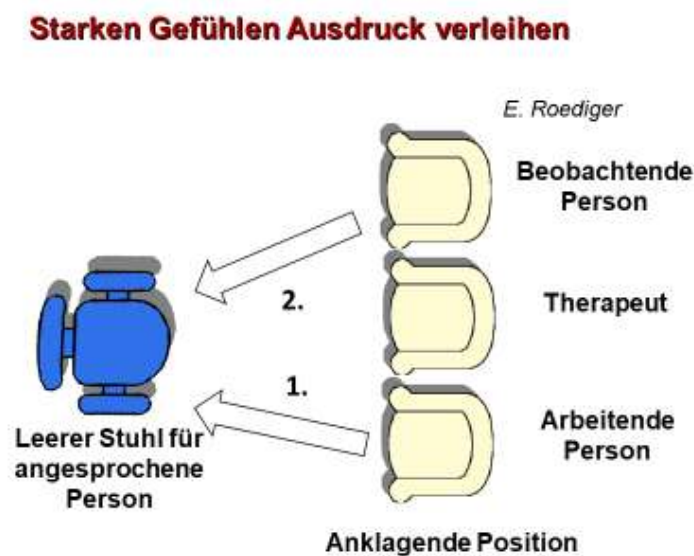 Starken Gefühlen Ausdruck verleihen
E. Roediger
Beobachtende
Person
2.
Therapeut
1.
Arbeitende
Person
Leerer Stuhl für
angesprochene
Person
Anklagende Position